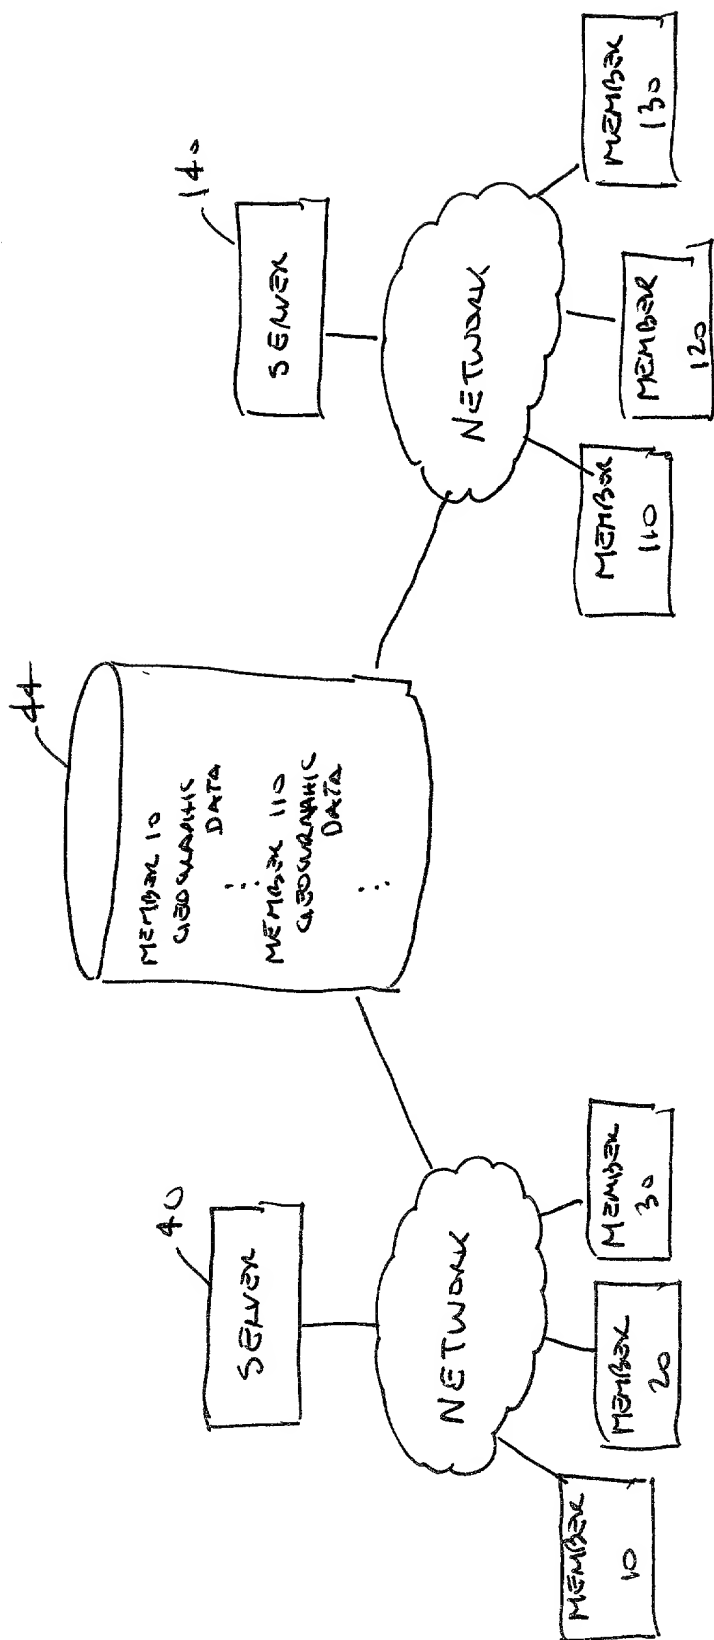 SERVER
40
NETWORK
MEMBER
10
MEMBER
20
MEMBER
30
44
MEMBER 10
GEOGRAPHIC
DATA
⋮
MEMBER 110
GEOGRAPHIC
DATA
⋮
SERVER
140
NETWORK
MEMBER
110
MEMBER
120
MEMBER
130